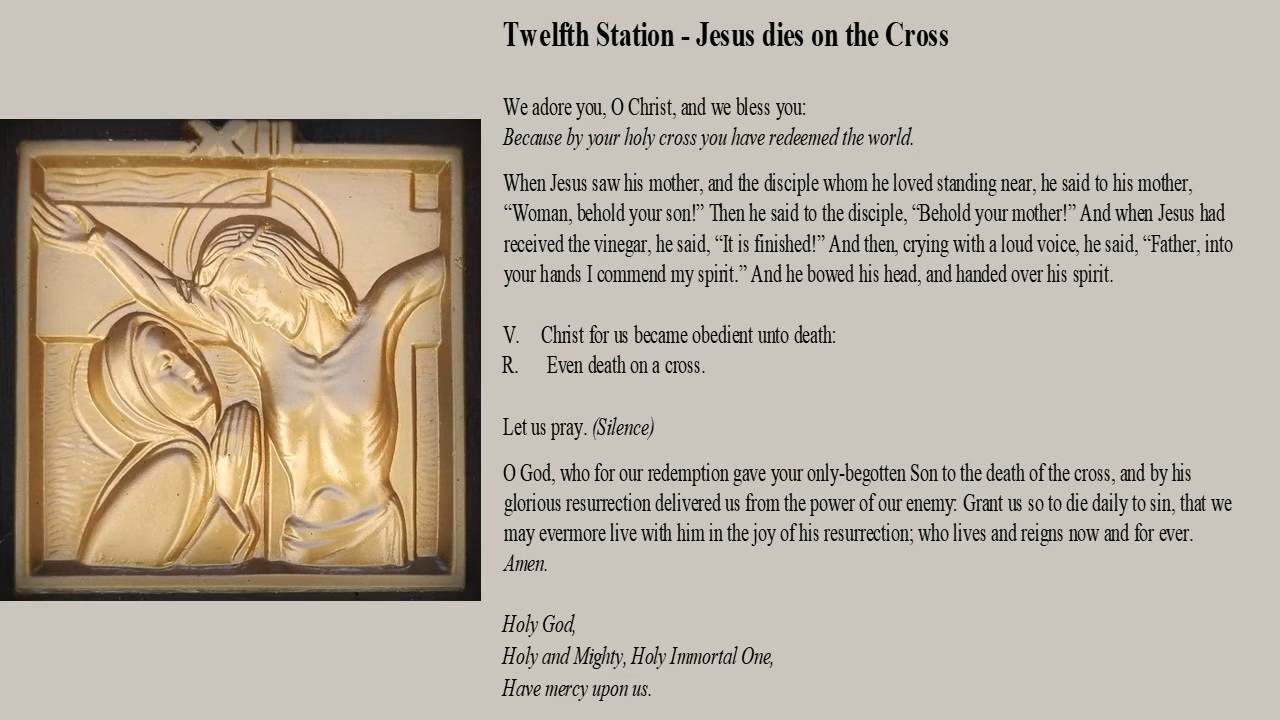 Twelfth Station - Jesus dies on the Cross
XII
We adore you, O Christ, and we bless you:
Because by your holy cross you have redeemed the world.
When Jesus saw his mother, and the disciple whom he loved standing near, he said to his mother,
“Woman, behold your son!” Then he said to the disciple, “Behold your mother!” And when Jesus had
received the vinegar, he said, “It is finished!” And then, crying with a loud voice, he said, “Father, into
your hands I commend my spirit.” And he bowed his head, and handed over his spirit.
V. Christ for us became obedient unto death:
R. Even death on a cross.
Let us pray. (Silence)
O God, who for our redemption gave your only-begotten Son to the death of the cross, and by his
glorious resurrection delivered us from the power of our enemy: Grant us so to die daily to sin, that we
may evermore live with him in the joy of his resurrection; who lives and reigns now and for ever.
Amen.
Holy God,
Holy and Mighty, Holy Immortal One,
Have mercy upon us.